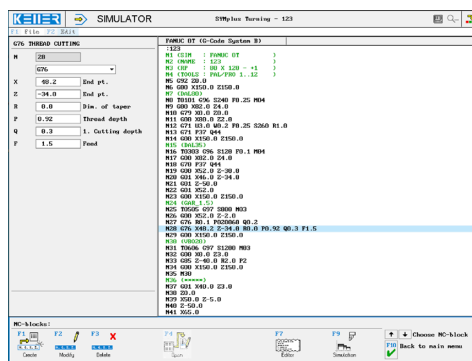 KELLER SIMULATOR SYMplus Turning - 123
F1 File F2 Edit
G76 THREAD CUTTING
N 28
G76
X 48.2 End pt.
Z -34.0 End pt.
R 0.0 Dim. of taper
P 0.92 Thread depth
Q 0.3 1. Cutting depth
F 1.5 Feed
FANUC 0T (G-Code System B)
:123
N1 (SIM : FANUC 0T )
N2 (NAME : 123 )
N3 (RP : 80 X 120 - +1 )
N4 (TOOLS : PAL/PRO 1..12 )
N5 G92 Z0.0
N6 G00 X150.0 Z150.0
N7 (DAL80)
N8 T0101 G96 S240 F0.25 M04
N9 G00 X82.0 Z4.0
N10 G79 X0.0 Z0.0
N11 G00 X80.0 Z2.0
N12 G71 U3.0 W0.2 F0.25 S260 R1.0
N13 G71 P37 Q44
N14 G00 X150.0 Z150.0
N15 (DAL35)
N16 T0303 G96 S120 F0.1 M04
N17 G00 X82.0 Z4.0
N18 G70 P37 Q44
N19 G00 X52.0 Z-30.0
N20 G01 X46.0 Z-34.0
N21 G01 Z-50.0
N22 G01 X52.0
N23 G00 X150.0 Z150.0
N24 (GAR_1.5)
N25 T0505 G97 S800 M03
N26 G00 X52.0 Z-2.0
N27 G76 R0.1 P020060 Q0.2
N28 G76 X48.2 Z-34.0 R0.0 P0.92 Q0.3 F1.5
N29 G00 X150.0 Z150.0
N30 (VBO20)
N31 T0606 G97 S1200 M03
N32 G00 X0.0 Z3.0
N33 G85 Z-40.0 R2.0 P2
N34 G00 X150.0 Z150.0
N35 M30
N36 (*****)
N37 G01 X40.0 Z3.0
N38 Z0.0
N39 X50.0 Z-5.0
N40 Z-50.0
N41 X65.0
NC-blocks:
F1 F2 F3 F4 F7 F9 Choose NC-block
F10 Back to main menu
Create Modify Delete Open Editor Simulation